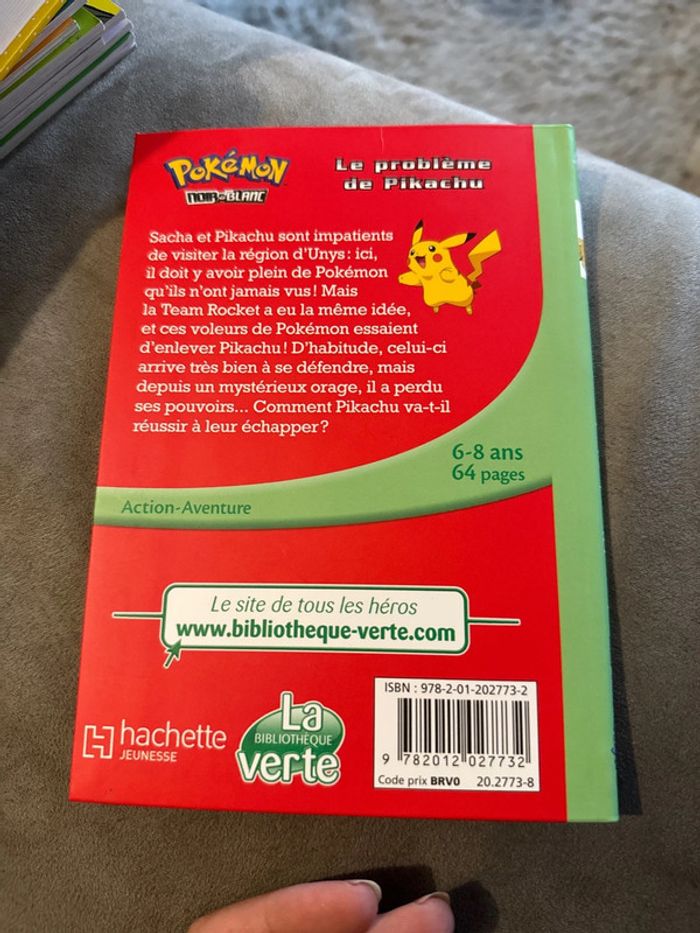 POKéMON
NOIR et BLANC
Le problème
de Pikachu
Sacha et Pikachu sont impatients
de visiter la région d'Unys : ici,
il doit y avoir plein de Pokémon
qu'ils n'ont jamais vus ! Mais
la Team Rocket a eu la même idée,
et ces voleurs de Pokémon essaient
d'enlever Pikachu ! D'habitude, celui-ci
arrive très bien à se défendre, mais
depuis un mystérieux orage, il a perdu
ses pouvoirs... Comment Pikachu va-t-il
réussir à leur échapper ?
6-8 ans
64 pages
Action-Aventure
Le site de tous les héros
www.bibliotheque-verte.com
hachette
JEUNESSE
La
BIBLIOTHÈQUE
verte
ISBN : 978-2-01-202773-2
9 782012 027732
Code prix BRV0 20.2773-8